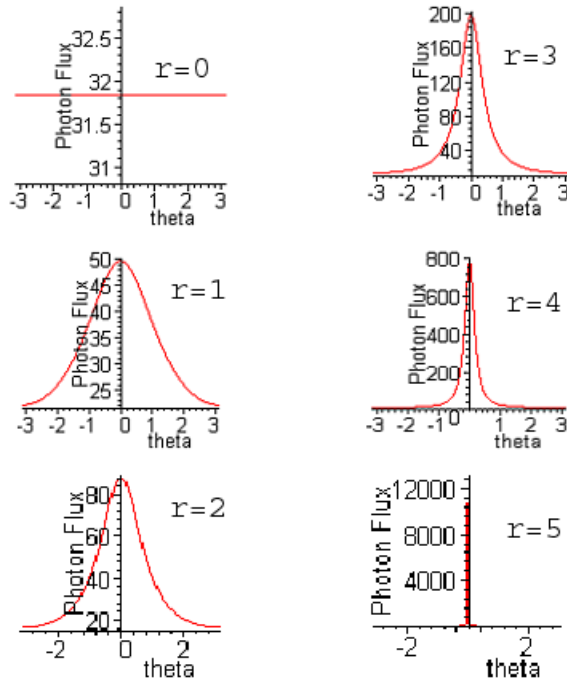 32.5
32
31.5
31
Photon Flux
r=0
-3 -2 -1 0 1 2 3
theta
200
160
120
80
40
Photon Flux
r=3
-3 -2 -1 0 1 2 3
theta
50
45
40
35
30
25
Photon Flux
r=1
-3 -2 -1 0 1 2 3
theta
800
600
400
200
0
Photon Flux
r=4
-3 -2 -1 1 2 3
theta
80
60
40
20
Photon Flux
r=2
-2 0 2
theta
12000
8000
4000
Photon Flux
r=5
-2 0 2
theta